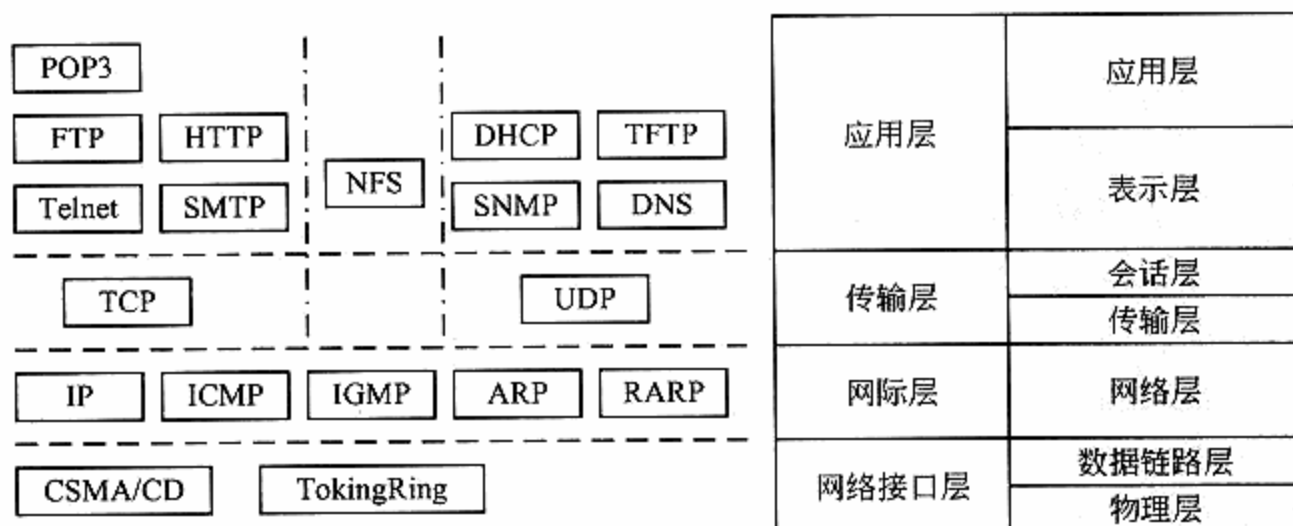 POP3
FTP HTTP
Telnet SMTP
NFS
DHCP TFTP
SNMP DNS
TCP
UDP
IP ICMP IGMP ARP RARP
CSMA/CD TokingRing
应用层
应用层
表示层
传输层
会话层
传输层
网际层
网络层
网络接口层
数据链路层
物理层